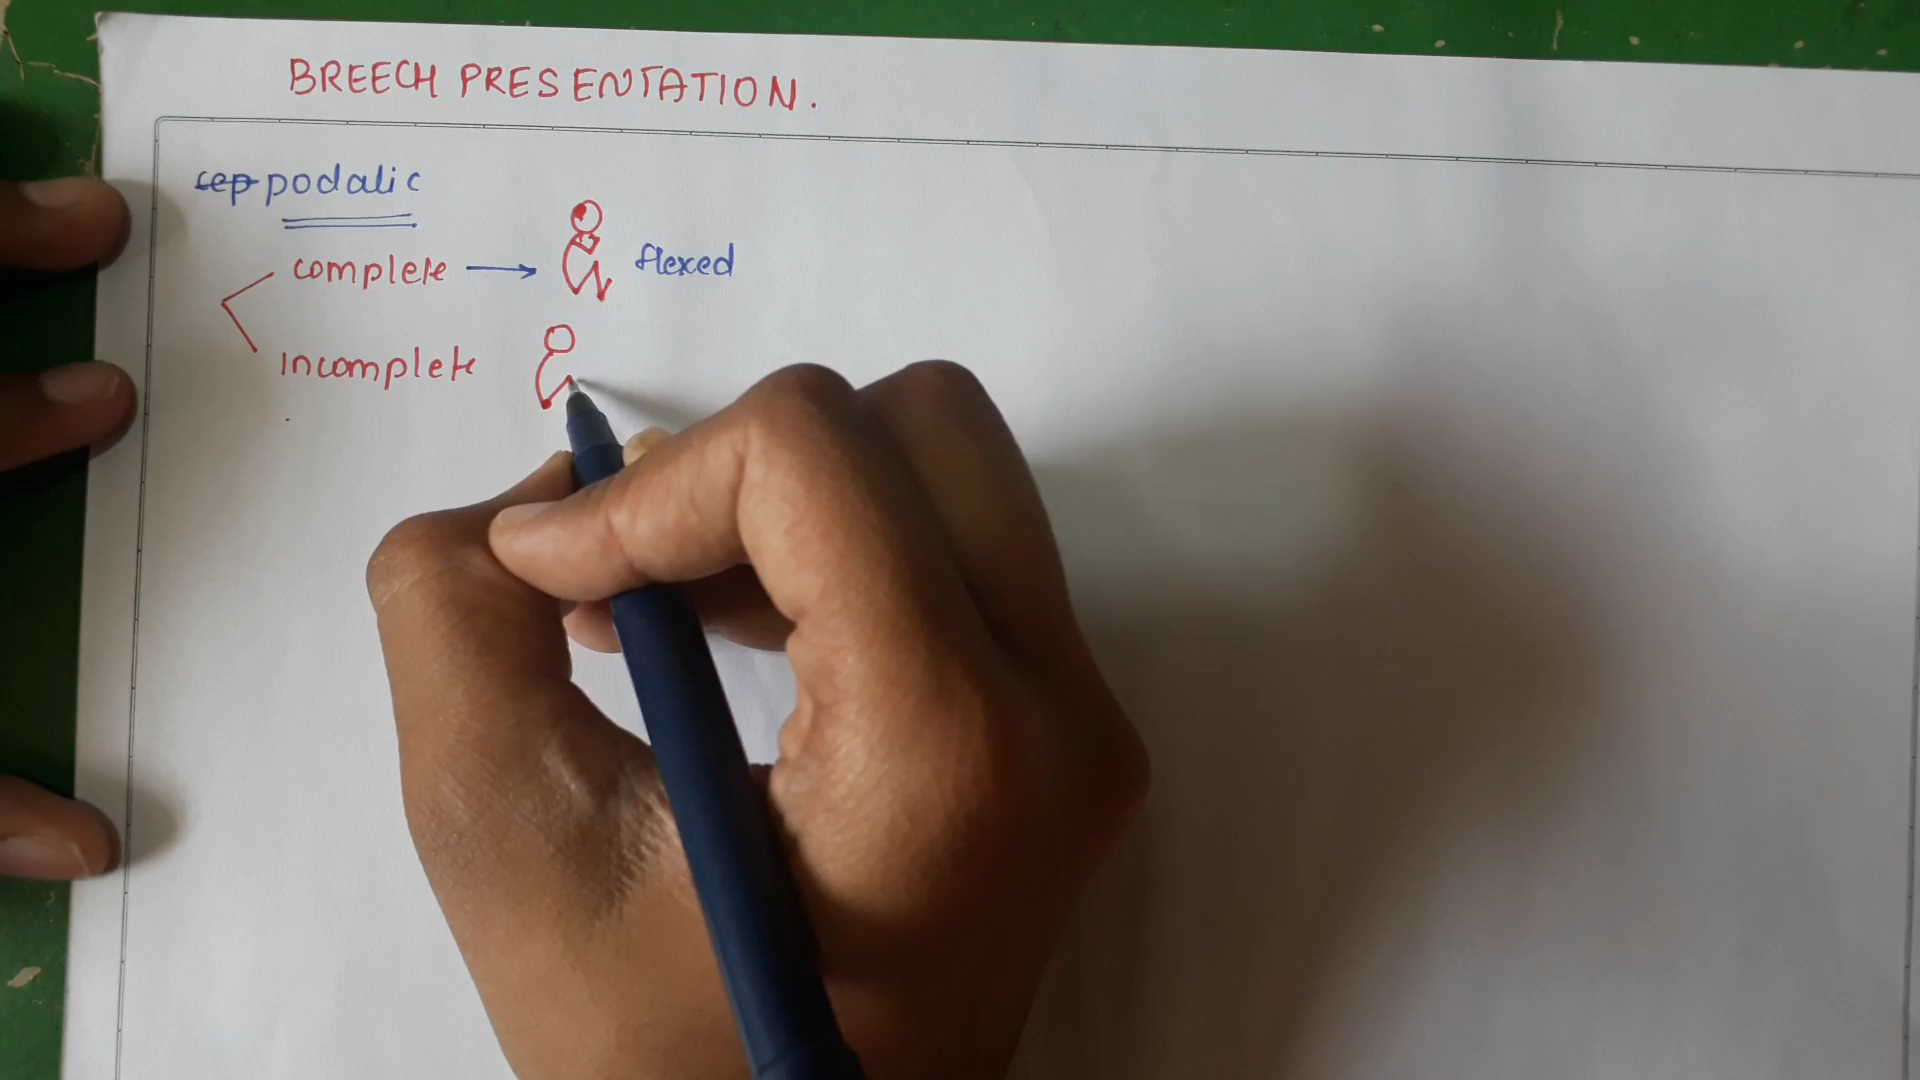 BREECH PRESENTATION.
cep podalic
complete → flexed
incomplete